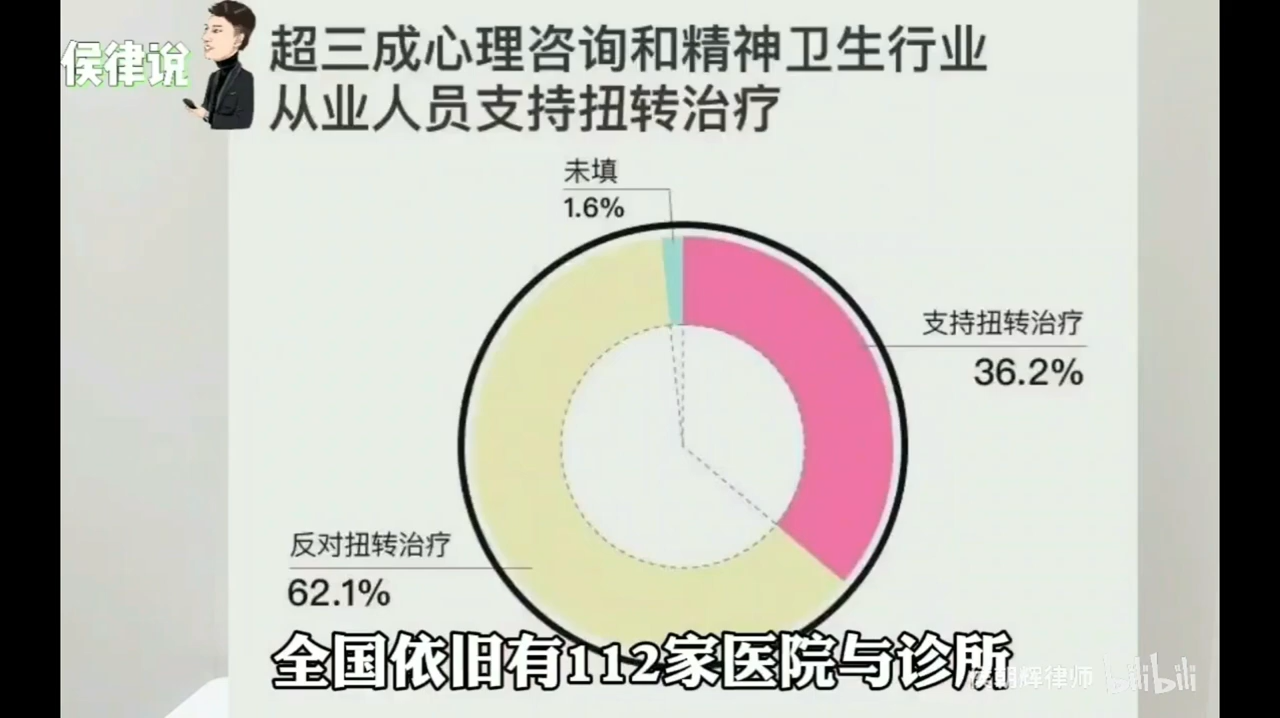 侯律说
超三成心理咨询和精神卫生行业
从业人员支持扭转治疗
未填
1.6%
支持扭转治疗
36.2%
反对扭转治疗
62.1%
全国依旧有112家医院与诊所
朝辉律师
bilibili